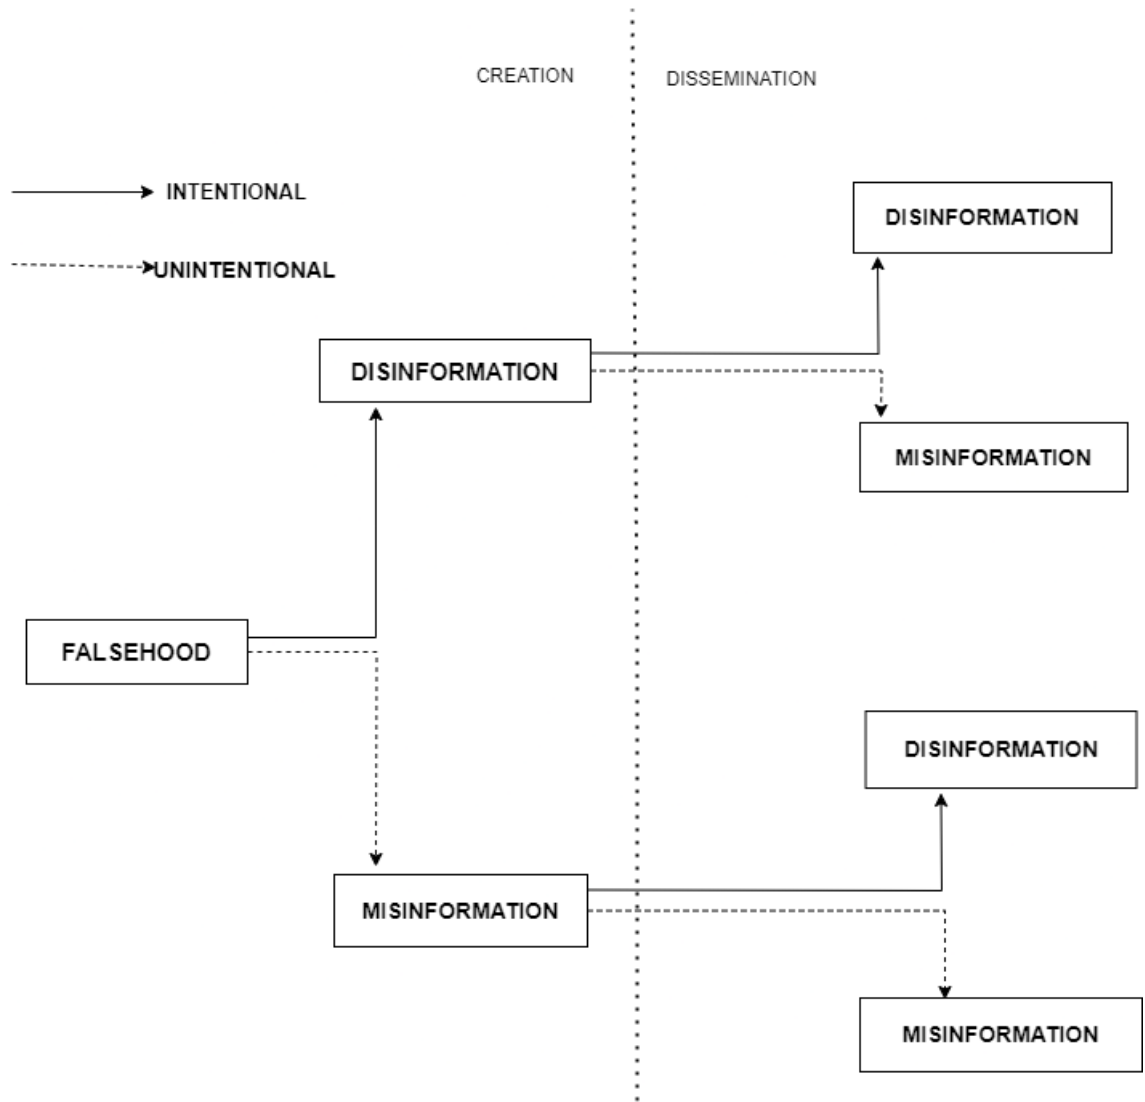 CREATION
DISSEMINATION
INTENTIONAL
DISINFORMATION
UNINTENTIONAL
DISINFORMATION
MISINFORMATION
FALSEHOOD
DISINFORMATION
MISINFORMATION
MISINFORMATION